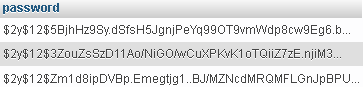 password
$2y$12$5BjhHz9Sy.dSfsH5JgnjPeYq99OT9vmWdp8cw9Eg6.b...
$2y$12$3ZouZsSzD11Ao/NiGO/wCuXPKvK1oTQiiZ7zE.njiM3...
$2y$12$Zm1d8ipDVBp.Emegtjg1..BJ/MZNcdMRQMFLGnJpBPU...